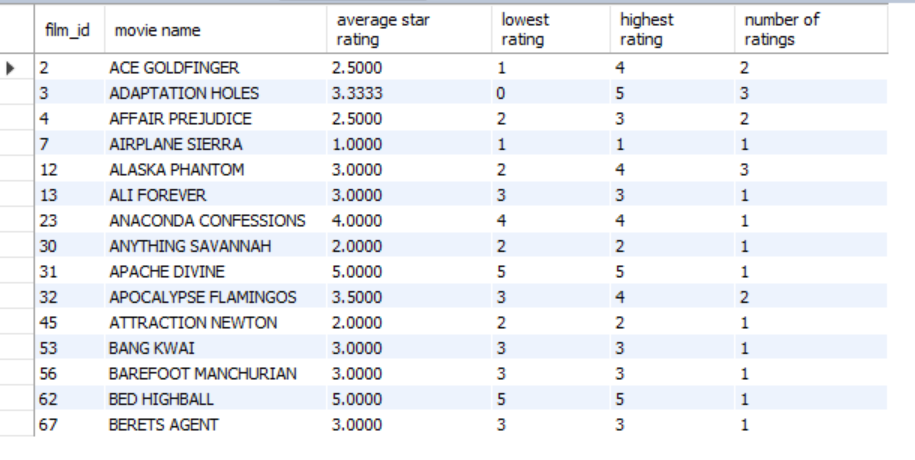 film_id movie name average star rating lowest rating highest rating number of ratings
2 ACE GOLDFINGER 2.5000 1 4 2
3 ADAPTATION HOLES 3.3333 0 5 3
4 AFFAIR PREJUDICE 2.5000 2 3 2
7 AIRPLANE SIERRA 1.0000 1 1 1
12 ALASKA PHANTOM 3.0000 2 4 3
13 ALI FOREVER 3.0000 3 3 1
23 ANACONDA CONFESSIONS 4.0000 4 4 1
30 ANYTHING SAVANNAH 2.0000 2 2 1
31 APACHE DIVINE 5.0000 5 5 1
32 APOCALYPSE FLAMINGOS 3.5000 3 4 2
45 ATTRACTION NEWTON 2.0000 2 2 1
53 BANG KWAI 3.0000 3 3 1
56 BAREFOOT MANCHURIAN 3.0000 3 3 1
62 BED HIGHBALL 5.0000 5 5 1
67 BERETS AGENT 3.0000 3 3 1